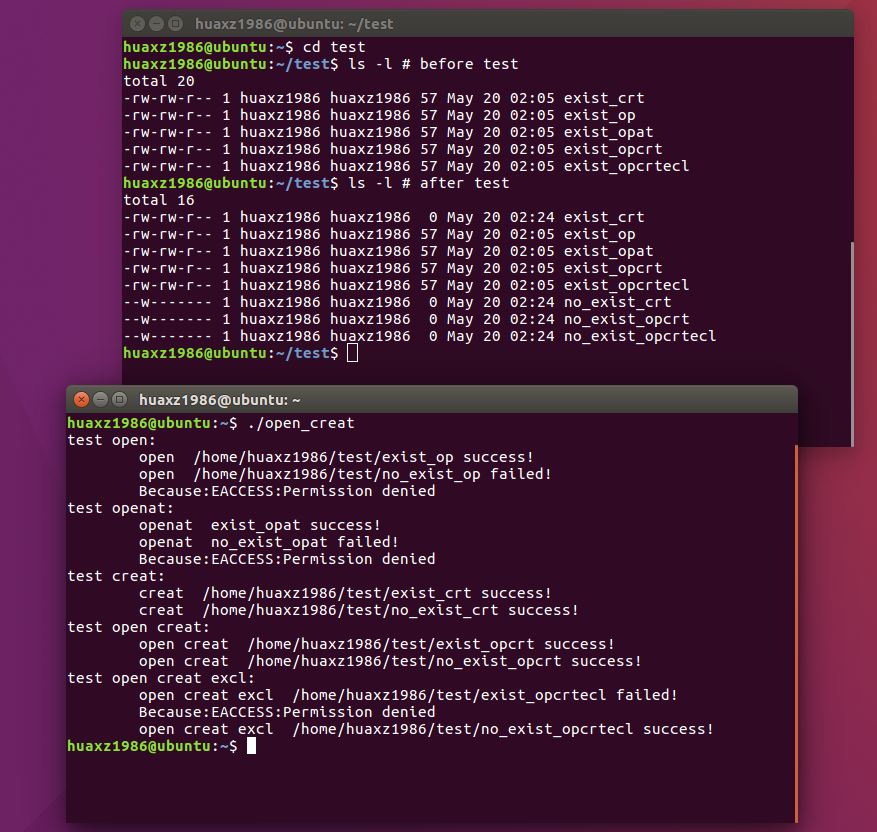 huaxz1986@ubuntu: ~/test
huaxz1986@ubuntu:~$ cd test
huaxz1986@ubuntu:~/test$ ls -l # before test
total 20
-rw-rw-r-- 1 huaxz1986 huaxz1986 57 May 20 02:05 exist_crt
-rw-rw-r-- 1 huaxz1986 huaxz1986 57 May 20 02:05 exist_op
-rw-rw-r-- 1 huaxz1986 huaxz1986 57 May 20 02:05 exist_opat
-rw-rw-r-- 1 huaxz1986 huaxz1986 57 May 20 02:05 exist_opcrt
-rw-rw-r-- 1 huaxz1986 huaxz1986 57 May 20 02:05 exist_opcrtecl
huaxz1986@ubuntu:~/test$ ls -l # after test
total 16
-rw-rw-r-- 1 huaxz1986 huaxz1986  0 May 20 02:24 exist_crt
-rw-rw-r-- 1 huaxz1986 huaxz1986 57 May 20 02:05 exist_op
-rw-rw-r-- 1 huaxz1986 huaxz1986 57 May 20 02:05 exist_opat
-rw-rw-r-- 1 huaxz1986 huaxz1986 57 May 20 02:05 exist_opcrt
-rw-rw-r-- 1 huaxz1986 huaxz1986 57 May 20 02:05 exist_opcrtecl
--w------- 1 huaxz1986 huaxz1986  0 May 20 02:24 no_exist_crt
--w------- 1 huaxz1986 huaxz1986  0 May 20 02:24 no_exist_opcrt
--w------- 1 huaxz1986 huaxz1986  0 May 20 02:24 no_exist_opcrtecl
huaxz1986@ubuntu:~/test$
huaxz1986@ubuntu: ~
huaxz1986@ubuntu:~$ ./open_creat
test open:
        open  /home/huaxz1986/test/exist_op success!
        open  /home/huaxz1986/test/no_exist_op failed!
        Because:EACCESS:Permission denied
test openat:
        openat  exist_opat success!
        openat  no_exist_opat failed!
        Because:EACCESS:Permission denied
test creat:
        creat  /home/huaxz1986/test/exist_crt success!
        creat  /home/huaxz1986/test/no_exist_crt success!
test open creat:
        open creat  /home/huaxz1986/test/exist_opcrt success!
        open creat  /home/huaxz1986/test/no_exist_opcrt success!
test open creat excl:
        open creat excl  /home/huaxz1986/test/exist_opcrtecl failed!
        Because:EACCESS:Permission denied
        open creat excl  /home/huaxz1986/test/no_exist_opcrtecl success!
huaxz1986@ubuntu:~$